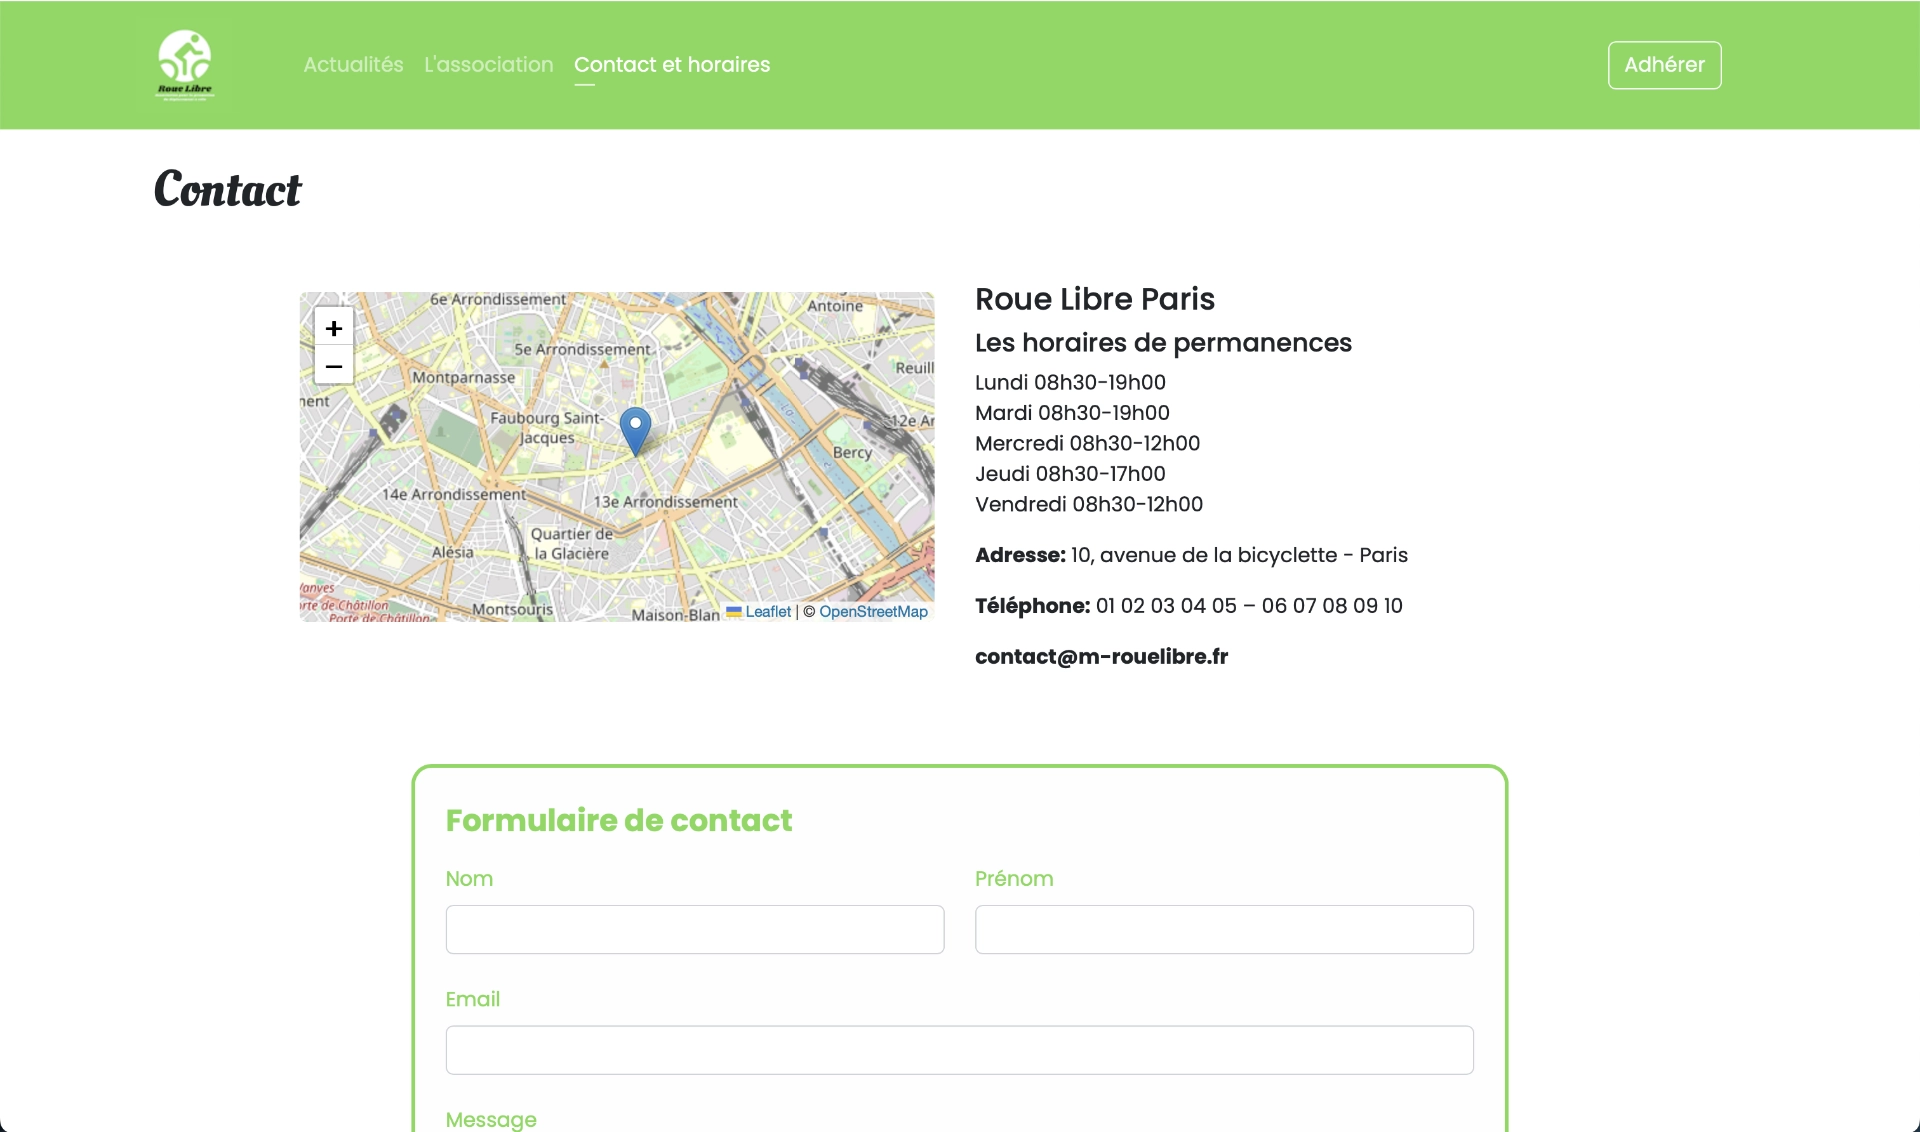 Roue Libre
Actualités
L'association
Contact et horaires
Adhérer
Contact
+
−
6e Arrondissement
Antoine
5e Arrondissement
Montparnasse
Reuill
ment
Faubourg Saint-
Jacques
12e Ar
La
Bercy
14e Arrondissement
13e Arrondissement
Quartier de
la Glacière
Alésia
Vanves
orte de Châtillon
Porte de Châtillon
Montsouris
Maison-Blan
Leaflet | © OpenStreetMap
Roue Libre Paris
Les horaires de permanences
Lundi 08h30-19h00
Mardi 08h30-19h00
Mercredi 08h30-12h00
Jeudi 08h30-17h00
Vendredi 08h30-12h00
Adresse: 10, avenue de la bicyclette - Paris
Téléphone: 01 02 03 04 05 – 06 07 08 09 10
contact@m-rouelibre.fr
Formulaire de contact
Nom
Prénom
Email
Message